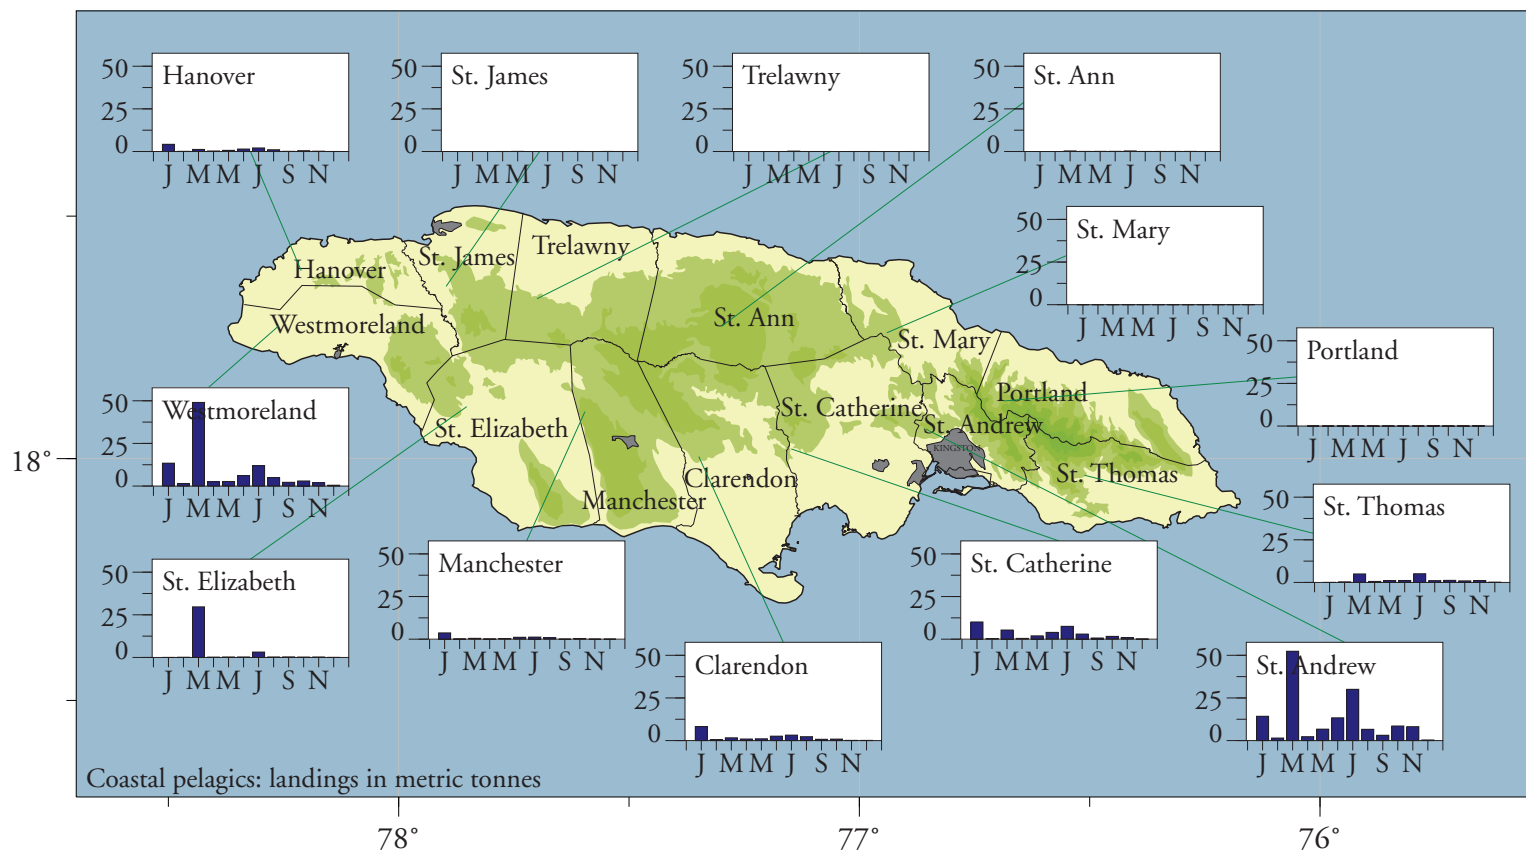 Hanover
50
25
0
J M M J S N
St. James
50
25
0
J M M J S N
Trelawny
50
25
0
J M M J S N
St. Ann
50
25
0
J M M J S N
St. Mary
50
25
0
J M M J S N
Portland
50
25
0
J M M J S N
St. Thomas
50
25
0
J M M J S N
Westmoreland
50
25
0
J M M J S N
St. Elizabeth
50
25
0
J M M J S N
Manchester
50
25
0
J M M J S N
Clarendon
50
25
0
J M M J S N
St. Catherine
50
25
0
J M M J S N
St. Andrew
50
25
0
J M M J S N
Hanover
St. James
Trelawny
Westmoreland
St. Ann
St. Mary
Portland
St. Catherine
St. Andrew
KINGSTON
St. Elizabeth
St. Thomas
Clarendon
Manchester
18°
Coastal pelagics: landings in metric tonnes
78°
77°
76°